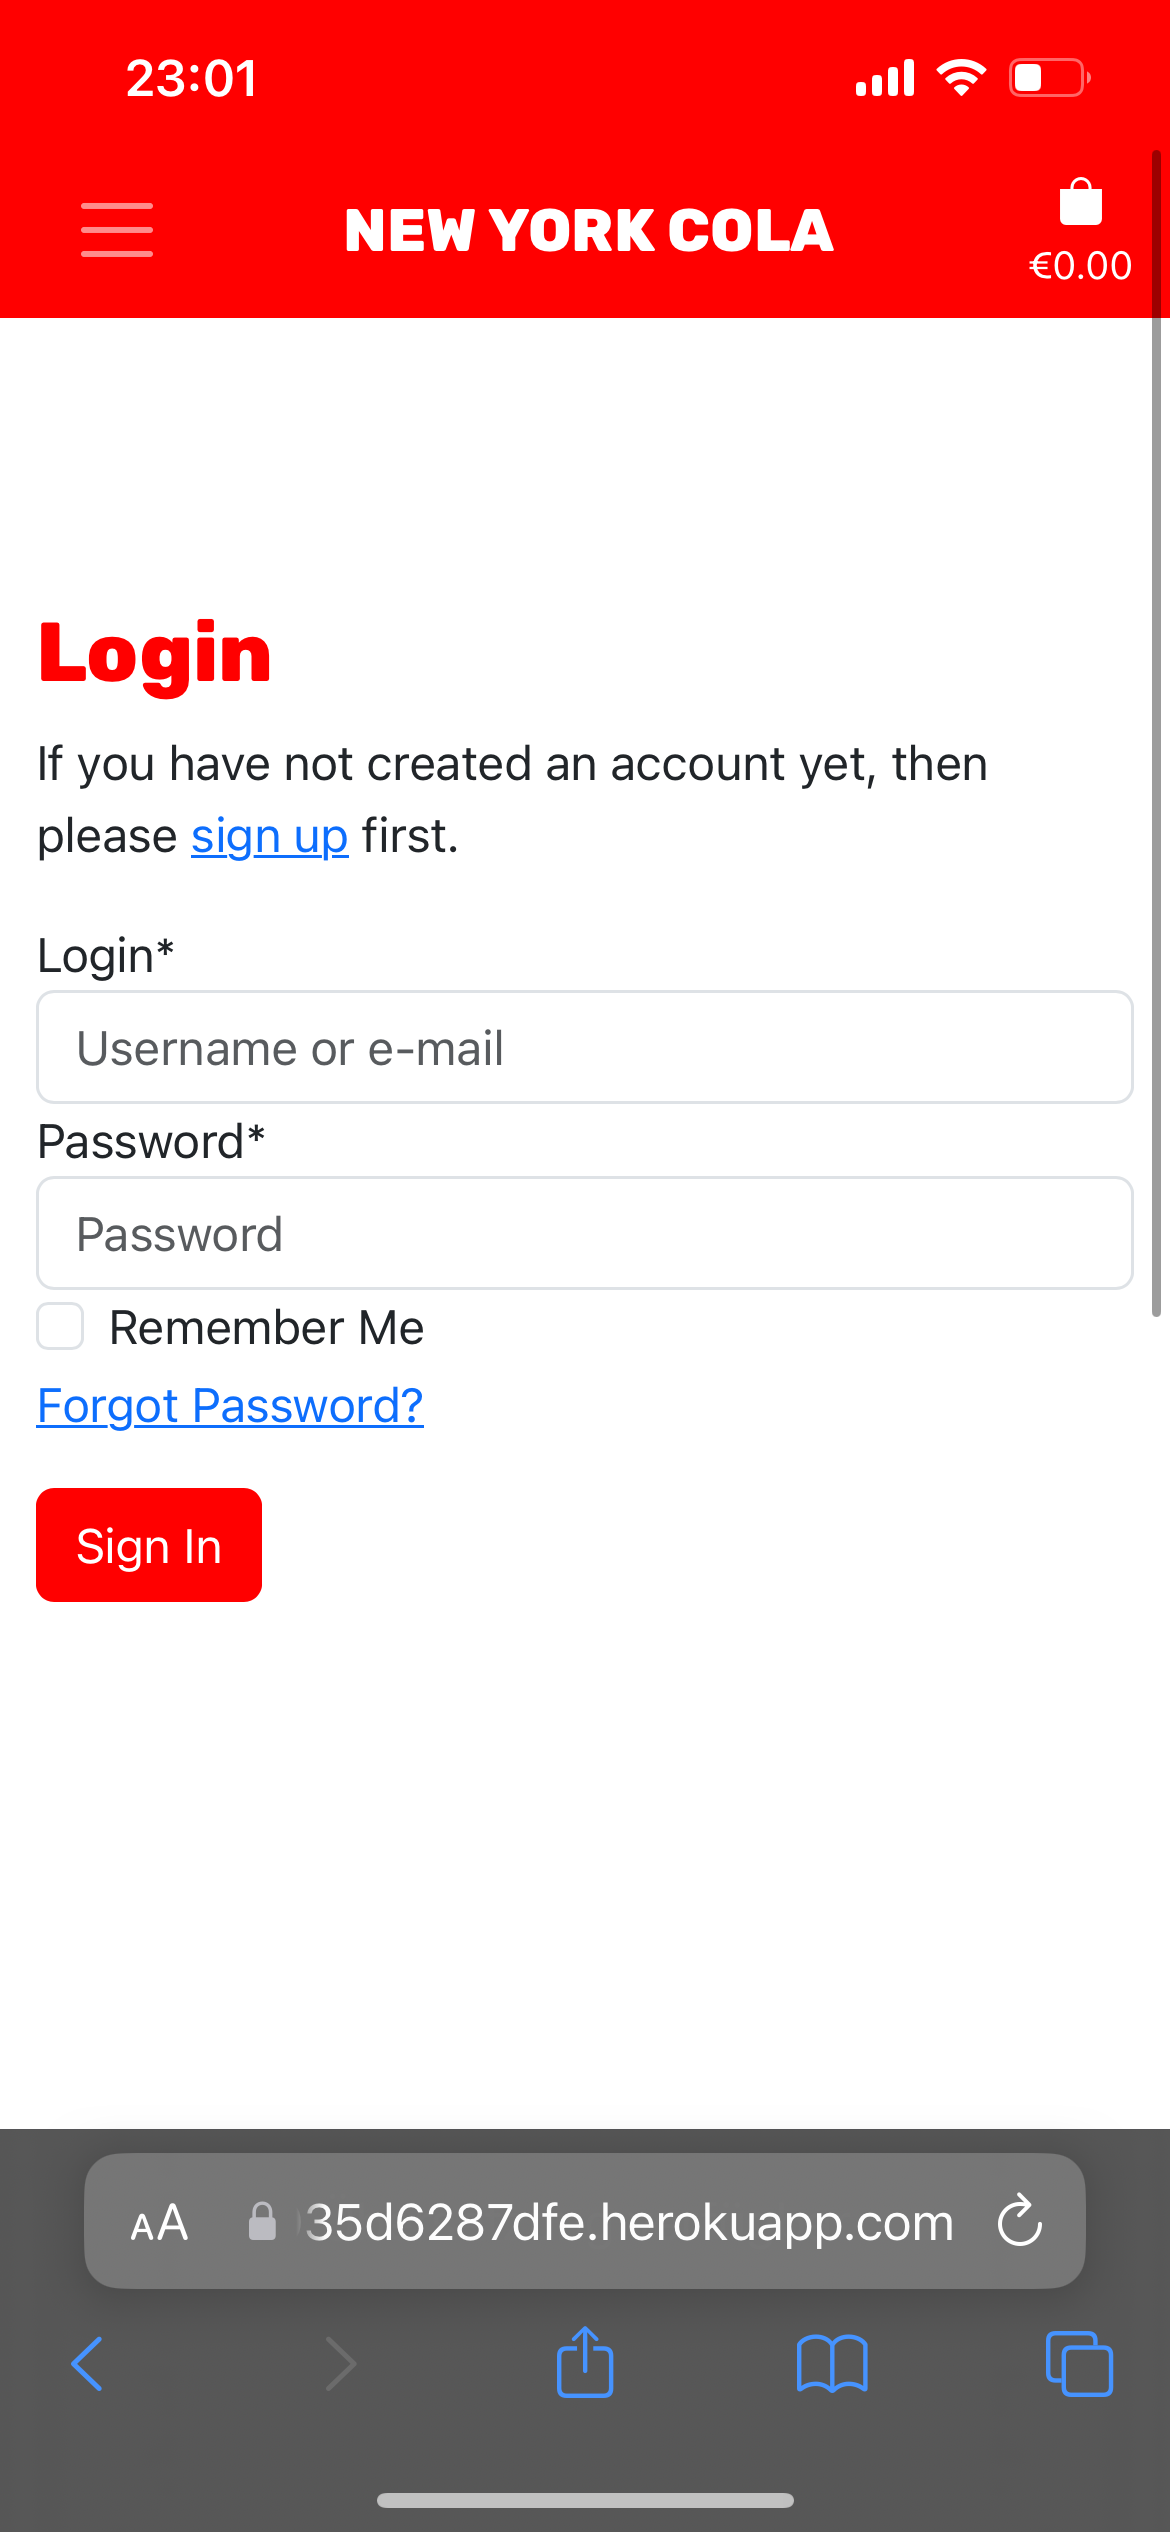 23:01
NEW YORK COLA
€0.00
Login
If you have not created an account yet, then
please sign up first.
Login*
Username or e-mail
Password*
Password
Remember Me
Forgot Password?
Sign In
AA
35d6287dfe.herokuapp.com